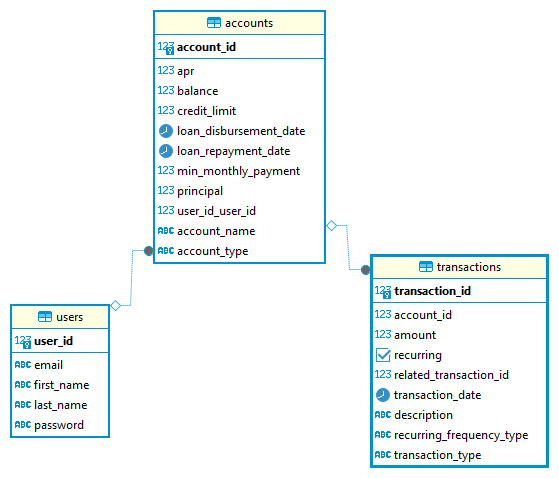 accounts
123 account_id
123 apr
123 balance
123 credit_limit
loan_disbursement_date
loan_repayment_date
123 min_monthly_payment
123 principal
123 user_id_user_id
ABC account_name
ABC account_type
users
123 user_id
ABC email
ABC first_name
ABC last_name
ABC password
transactions
123 transaction_id
123 account_id
123 amount
recurring
123 related_transaction_id
transaction_date
ABC description
ABC recurring_frequency_type
ABC transaction_type